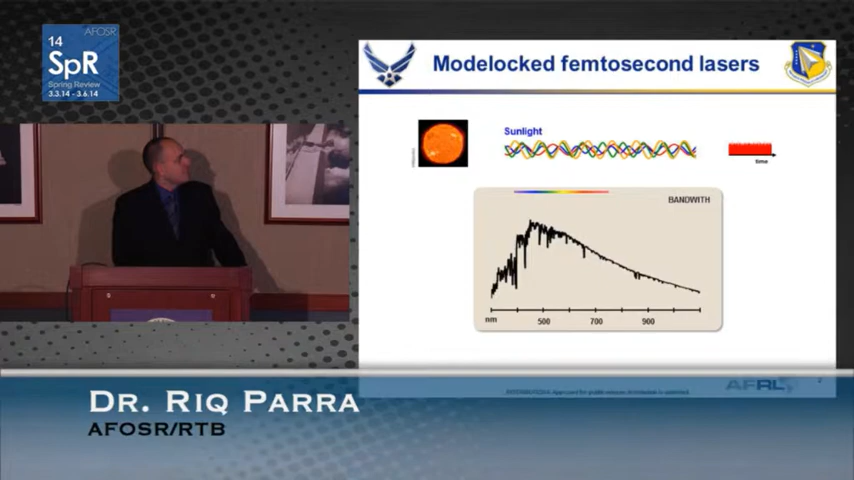 AFOSR
14
SpR
Spring Review
3.3.14 - 3.6.14
Modelocked femtosecond lasers
Sunlight
time
BANDWITH
nm
500
700
900
AFRL
DR. RIQ PARRA
AFOSR/RTB